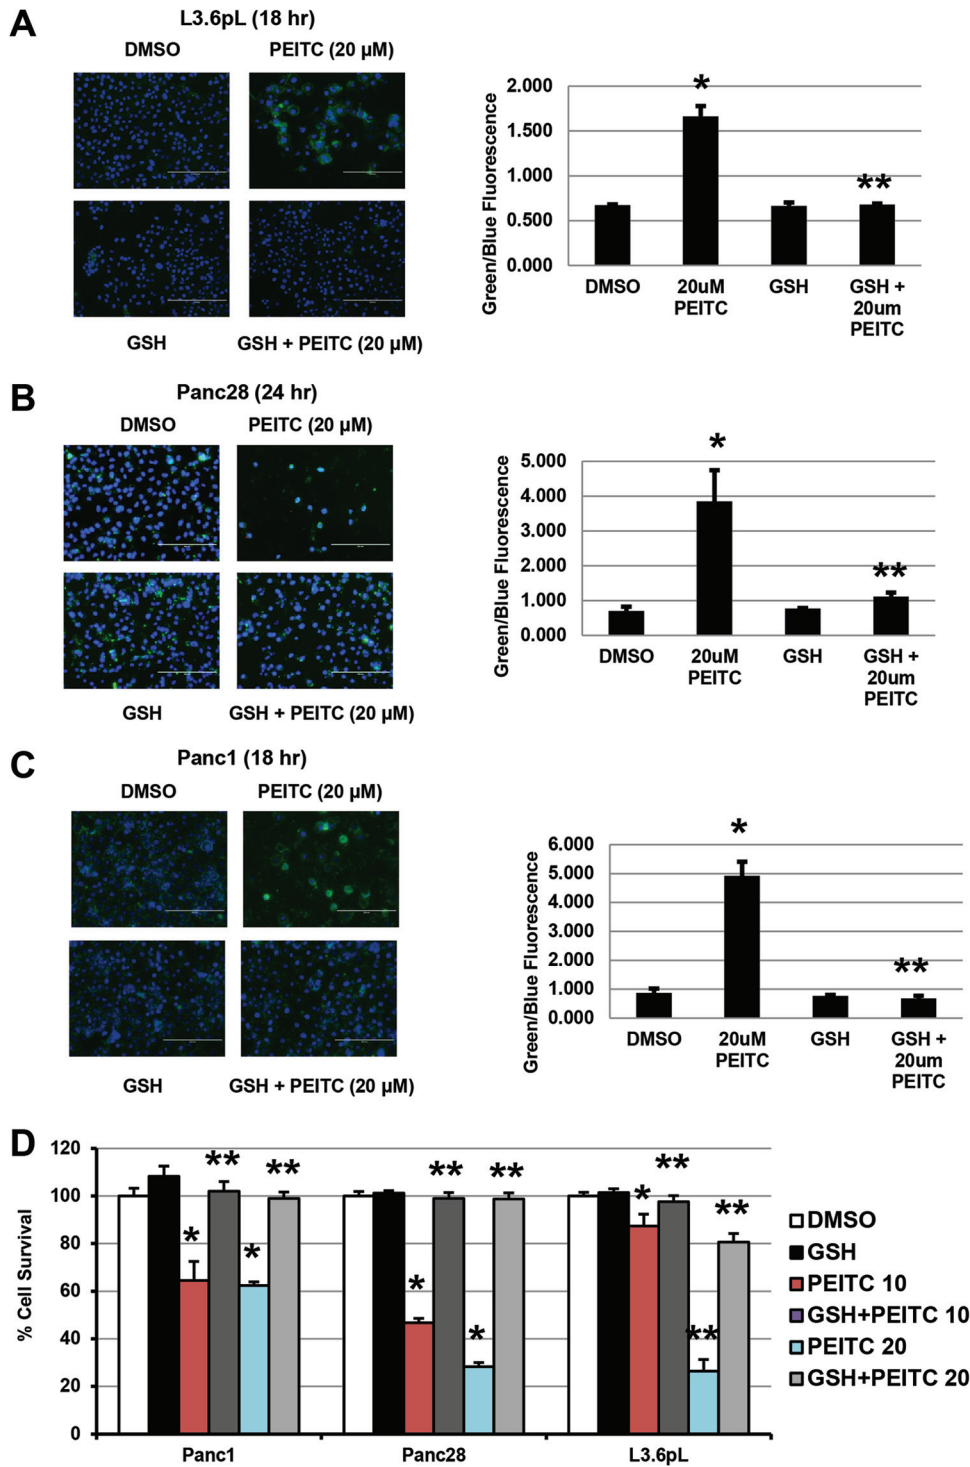 A
L3.6pL (18 hr)
DMSO PEITC (20 µM)
GSH GSH + PEITC (20 µM)
Green/Blue Fluorescence
2.000
1.500
1.000
0.500
0.000
*
**
DMSO 20uM PEITC GSH GSH + 20um PEITC
B
Panc28 (24 hr)
DMSO PEITC (20 µM)
GSH GSH + PEITC (20 µM)
Green/Blue Fluorescence
5.000
4.000
3.000
2.000
1.000
0.000
*
**
DMSO 20uM PEITC GSH GSH + 20um PEITC
C
Panc1 (18 hr)
DMSO PEITC (20 µM)
GSH GSH + PEITC (20 µM)
Green/Blue Fluorescence
6.000
5.000
4.000
3.000
2.000
1.000
0.000
*
**
DMSO 20uM PEITC GSH GSH + 20um PEITC
D
% Cell Survival
120
100
80
60
40
20
0
* ** * **
* ** * **
* ** ** **
Panc1 Panc28 L3.6pL
DMSO
GSH
PEITC 10
GSH+PEITC 10
PEITC 20
GSH+PEITC 20